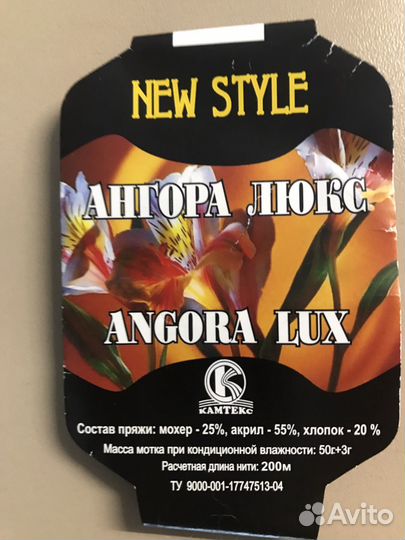 NEW STYLE
АНГОРА ЛЮКС
ANGORA LUX
КАМТЕКС
Состав пряжи: мохер - 25%, акрил - 55%, хлопок - 20 %
Масса мотка при кондиционной влажности: 50г+3г
Расчетная длина нити: 200м
ТУ 9000-001-17747513-04
Avito